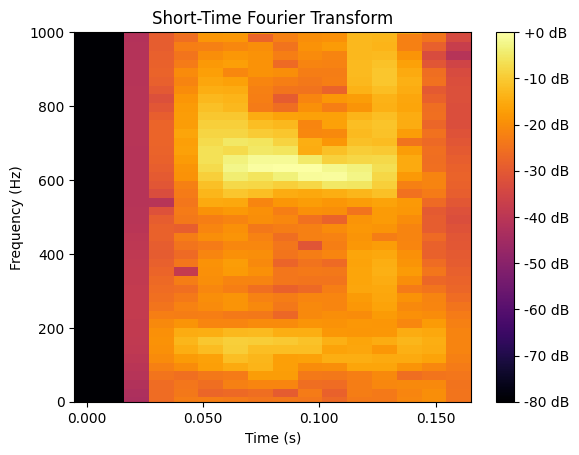 Short-Time Fourier Transform
Frequency (Hz)
1000
800
600
400
200
0
0.000
0.050
0.100
0.150
Time (s)
+0 dB
-10 dB
-20 dB
-30 dB
-40 dB
-50 dB
-60 dB
-70 dB
-80 dB